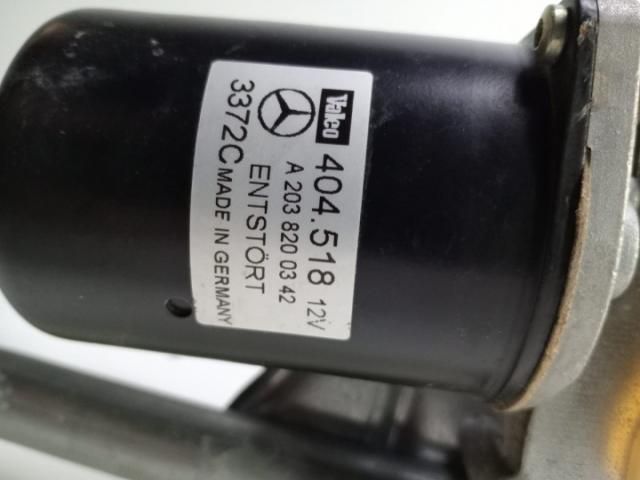 Valeo
404.518 12V
A 203 820 03 42
ENTSTÖRT
3372C MADE IN GERMANY